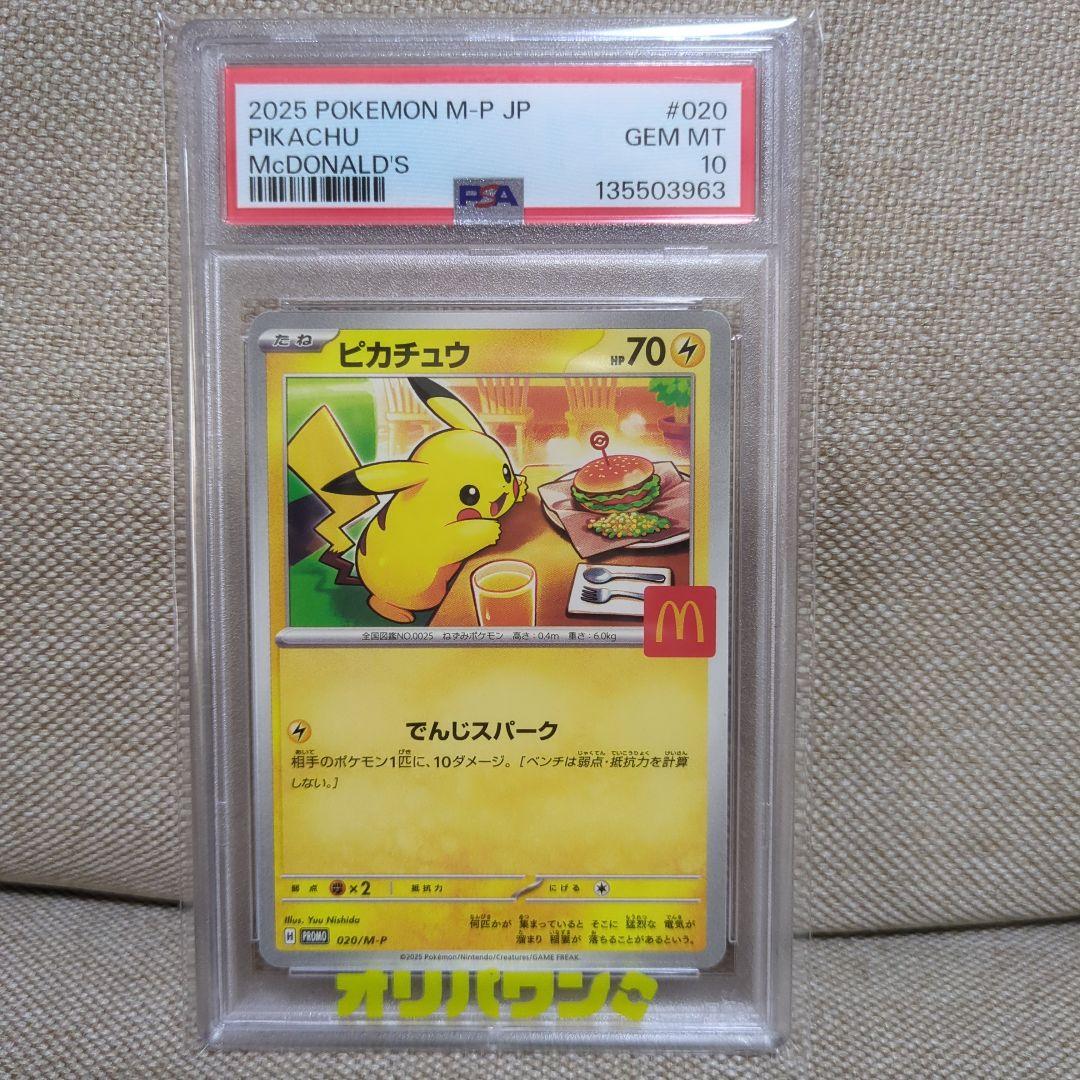 2025 POKEMON M-P JP #020
PIKACHU GEM MT
McDONALD'S 10
PSA 135503963
たね ピカチュウ HP70
全国図鑑NO.0025 ねずみポケモン 高さ:0.4m 重さ:6.0kg
M
でんじスパーク
相手のポケモン1匹に、10ダメージ。[ベンチは弱点・抵抗力を計算
しない。]
弱点 ×2 抵抗力 にげる
Illus. Yuu Nishida
何匹かが 集まっていると そこに 猛烈な 電気が
溜まり 稲妻が 落ちることがあるという。
H PROMO 020/M-P
©2025 Pokémon/Nintendo/Creatures/GAME FREAK.
オリパワン